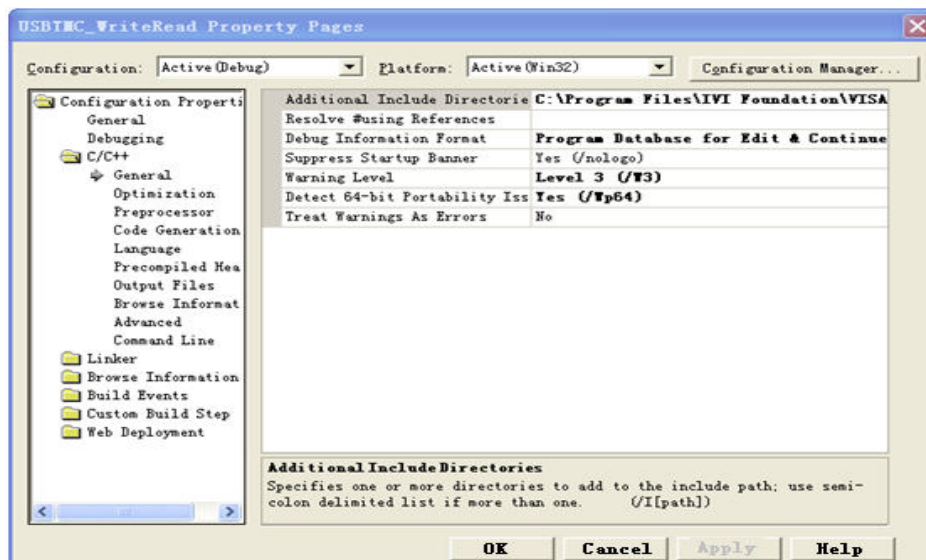 USBTMC_WriteRead Property Pages
Configuration: Active(Debug) Platform: Active(Win32) Configuration Manager...
Configuration Properti
General
Debugging
C/C++
General
Optimization
Preprocessor
Code Generation
Language
Precompiled Hea
Output Files
Browse Informat
Advanced
Command Line
Linker
Browse Information
Build Events
Custom Build Step
Web Deployment
Additional Include Directorie C:\Program Files\IVI Foundation\VISA
Resolve #using References
Debug Information Format Program Database for Edit & Continue
Suppress Startup Banner Yes (/nologo)
Warning Level Level 3 (/W3)
Detect 64-bit Portability Iss Yes (/Wp64)
Treat Warnings As Errors No
AdditionalIncludeDirectories
Specifies one or more directories to add to the include path; use semi-
colon delimited list if more than one. (/I[path])
OK Cancel Apply Help